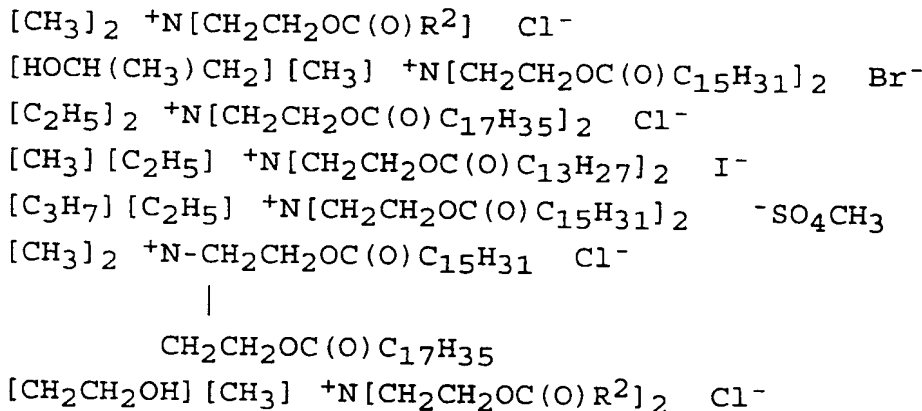 [CH₃]₂ ⁺N[CH₂CH₂OC(O)R²] Cl⁻
[HOCH(CH₃)CH₂][CH₃] ⁺N[CH₂CH₂OC(O)C₁₅H₃₁]₂ Br⁻
[C₂H₅]₂ ⁺N[CH₂CH₂OC(O)C₁₇H₃₅]₂ Cl⁻
[CH₃][C₂H₅] ⁺N[CH₂CH₂OC(O)C₁₃H₂₇]₂ I⁻
[C₃H₇][C₂H₅] ⁺N[CH₂CH₂OC(O)C₁₅H₃₁]₂ ⁻SO₄CH₃
[CH₃]₂ ⁺N-CH₂CH₂OC(O)C₁₅H₃₁ Cl⁻
|
CH₂CH₂OC(O)C₁₇H₃₅
[CH₂CH₂OH][CH₃] ⁺N[CH₂CH₂OC(O)R²]₂ Cl⁻